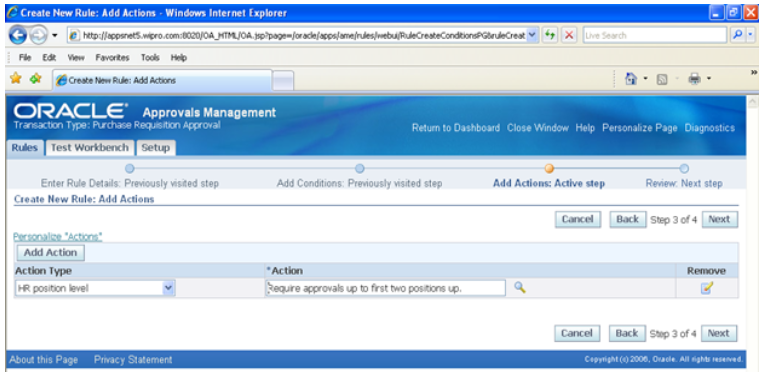 Create New Rule: Add Actions - Windows Internet Explorer
http://appsnet5.wipro.com:8020/OA_HTML/OA.jsp?page=/oracle/apps/ame/rules/webui/RuleCreateConditionsPG&ruleCreat
Live Search
File Edit View Favorites Tools Help
Create New Rule: Add Actions
ORACLE Approvals Management
Transaction Type: Purchase Requisition Approval
Return to Dashboard Close Window Help Personalize Page Diagnostics
Rules Test Workbench Setup
Enter Rule Details: Previously visited step Add Conditions: Previously visited step Add Actions: Active step Review: Next step
Create New Rule: Add Actions
Cancel Back Step 3 of 4 Next
Personalize "Actions"
Add Action
Action Type *Action Remove
HR position level Require approvals up to first two positions up.
Cancel Back Step 3 of 4 Next
About this Page Privacy Statement Copyright (c) 2006, Oracle. All rights reserved.